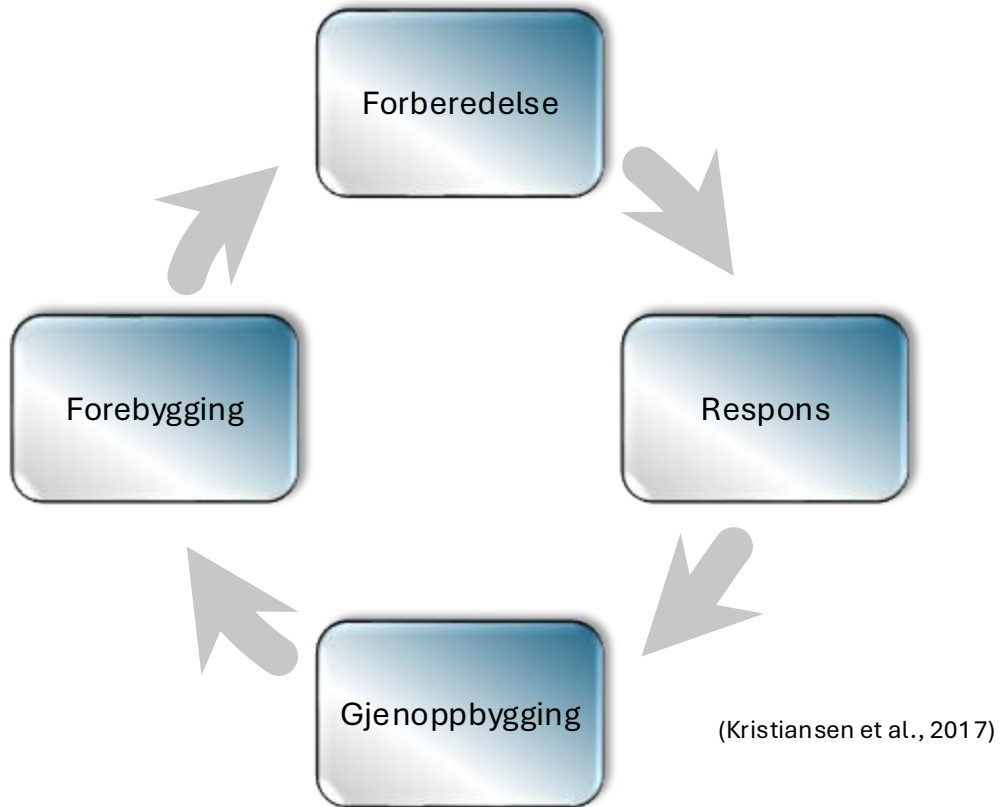 Forberedelse
Forebygging
Respons
Gjenoppbygging
(Kristiansen et al., 2017)